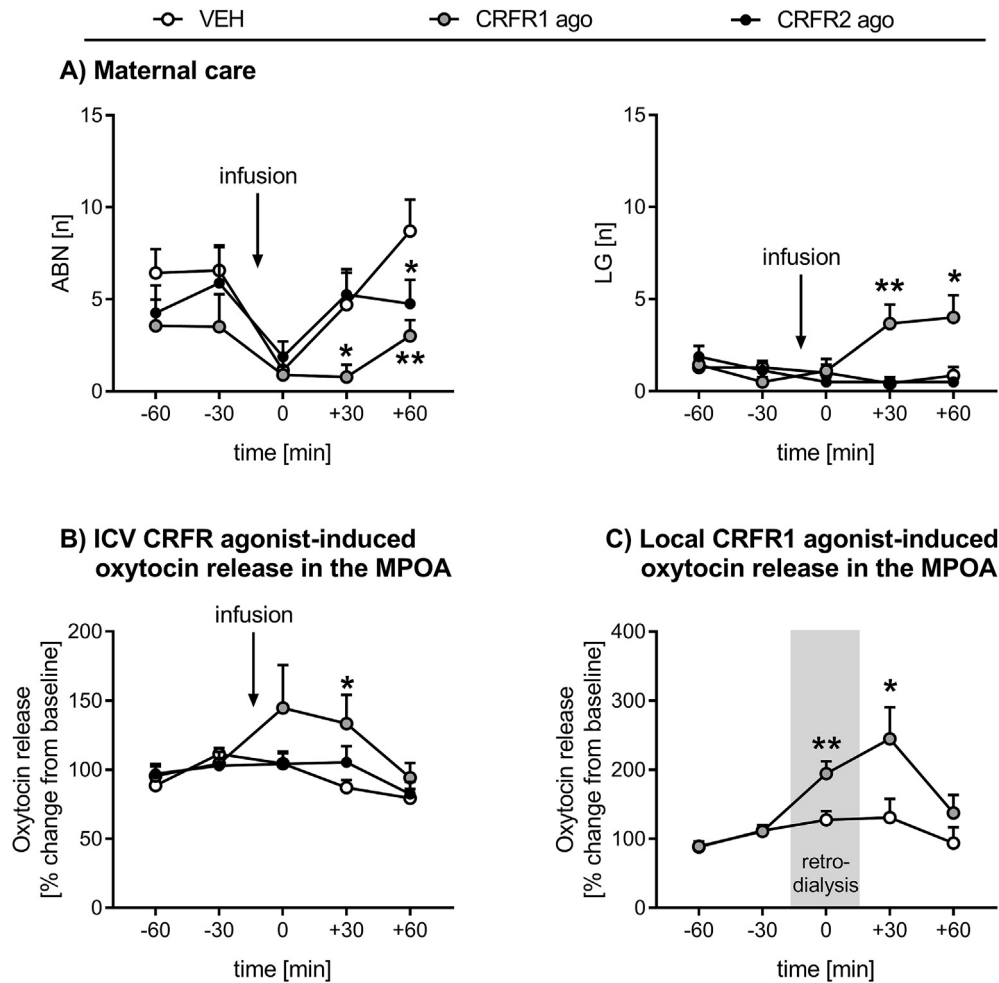 VEH CRFR1 ago CRFR2 ago
A) Maternal care
15
10
5
0
ABN [n]
infusion
*
*
**
-60 -30 0 +30 +60
time [min]
15
10
5
0
LG [n]
infusion
**
*
-60 -30 0 +30 +60
time [min]
B) ICV CRFR agonist-induced
oxytocin release in the MPOA
200
150
100
50
0
Oxytocin release
[% change from baseline]
infusion
*
-60 -30 0 +30 +60
time [min]
C) Local CRFR1 agonist-induced
oxytocin release in the MPOA
400
300
200
100
0
Oxytocin release
[% change from baseline]
**
*
retro-
dialysis
-60 -30 0 +30 +60
time [min]